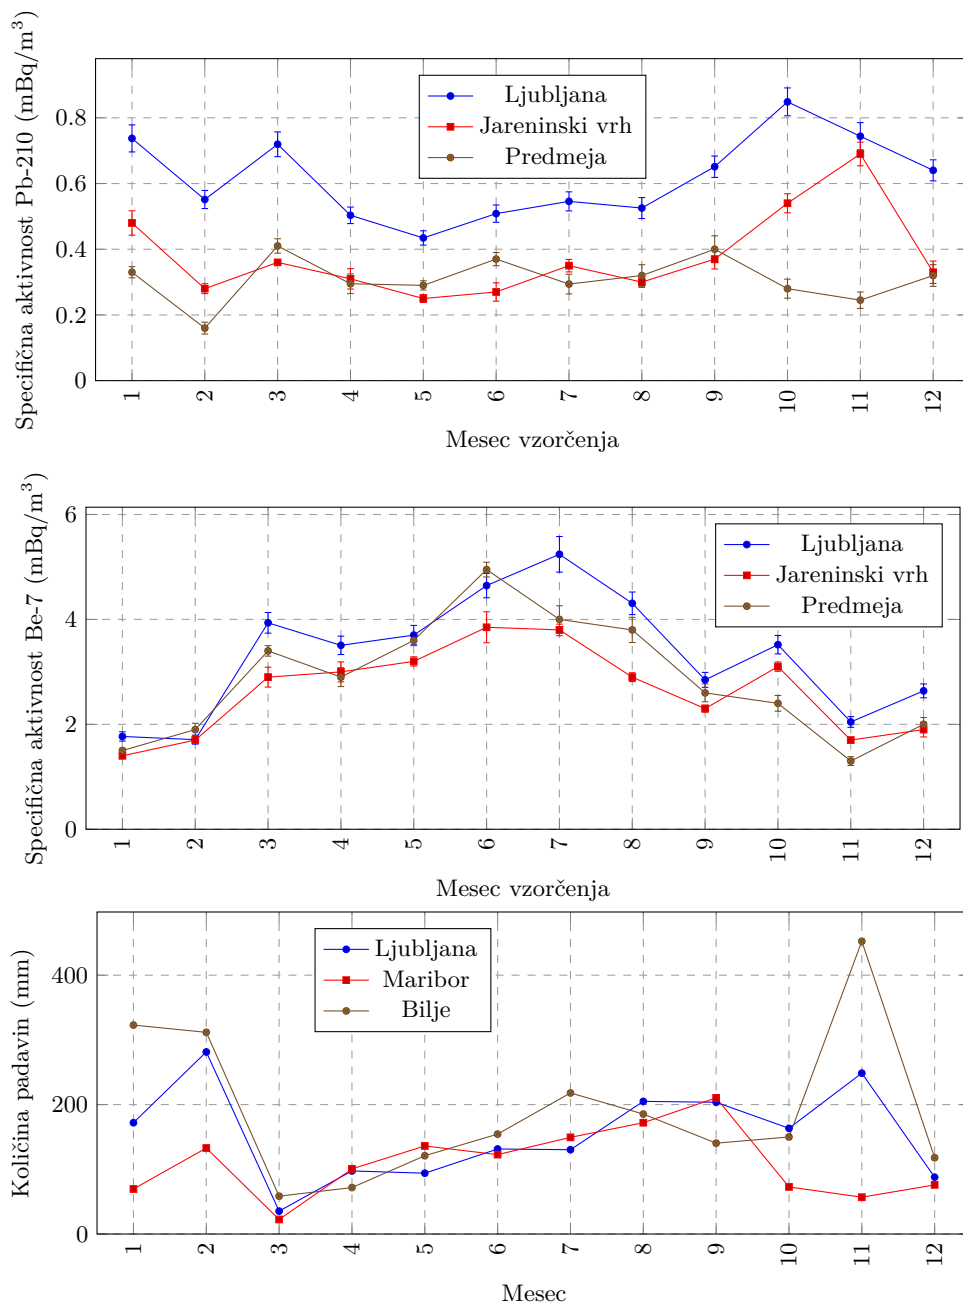 Specifična aktivnost Pb-210 (mBq/m³)
0.8
0.6
0.4
0.2
0
Ljubljana
Jareninski vrh
Predmeja
1 2 3 4 5 6 7 8 9 10 11 12
Mesec vzorčenja
Specifična aktivnost Be-7 (mBq/m³)
6
4
2
0
Ljubljana
Jareninski vrh
Predmeja
1 2 3 4 5 6 7 8 9 10 11 12
Mesec vzorčenja
Količina padavin (mm)
400
200
0
Ljubljana
Maribor
Bilje
1 2 3 4 5 6 7 8 9 10 11 12
Mesec